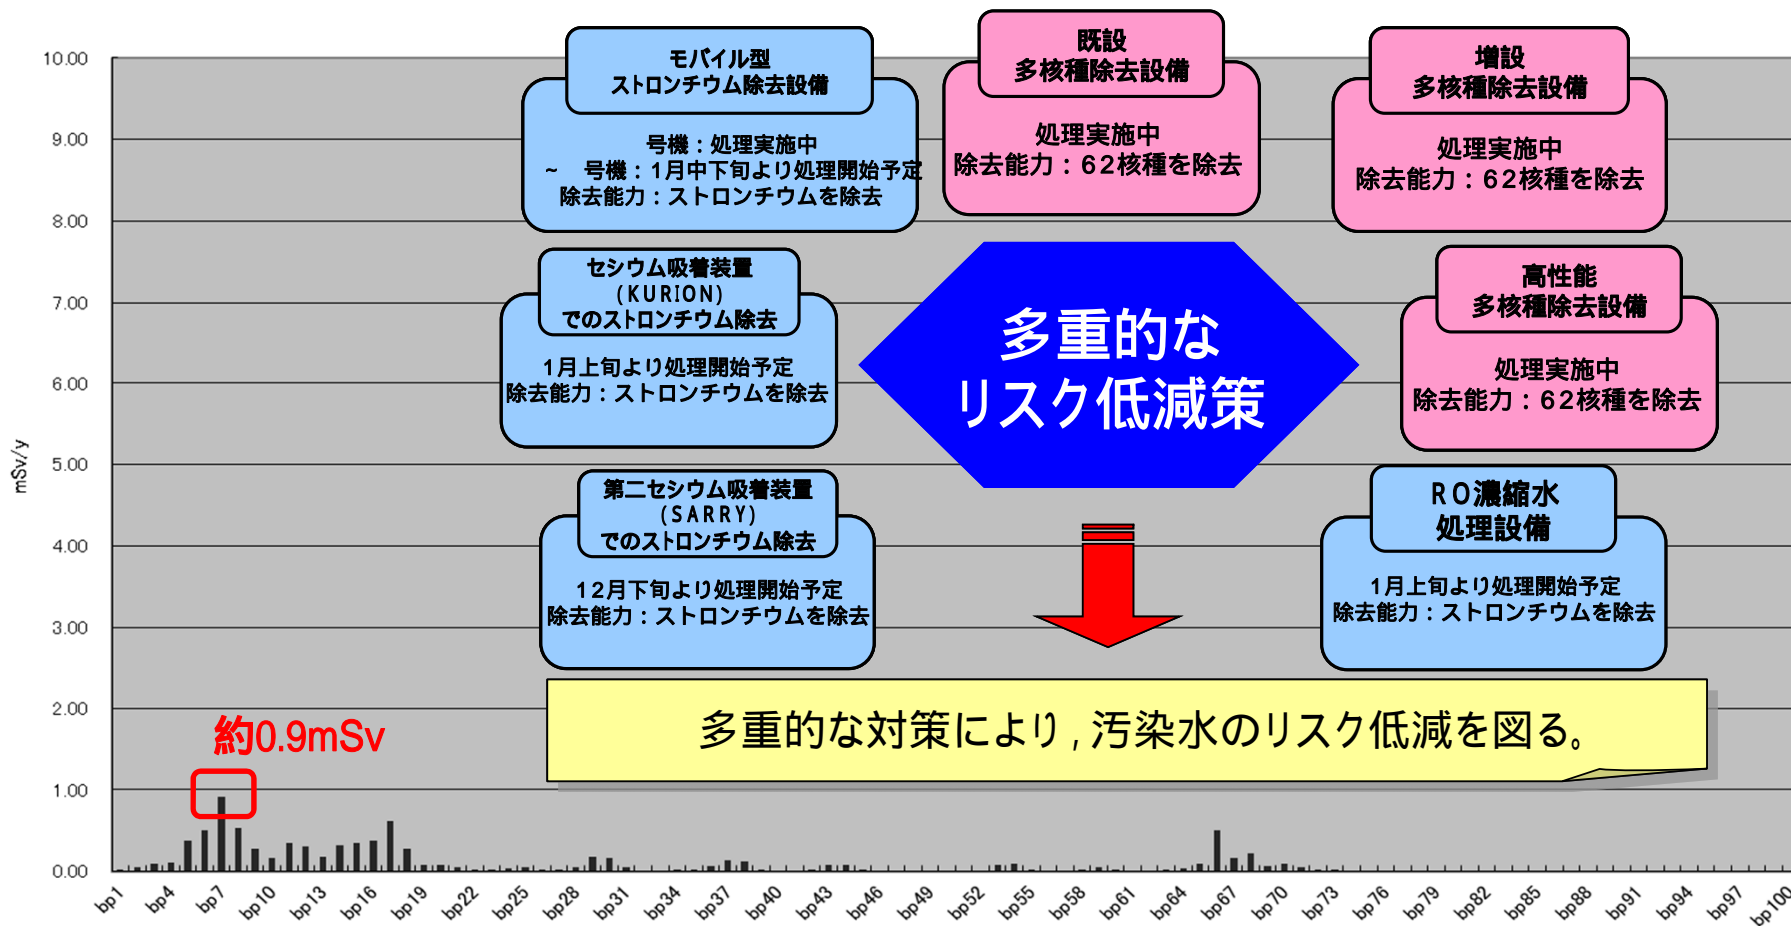 モバイル型
ストロンチウム除去設備
号機：処理実施中
~ 号機：1月中下旬より処理開始予定
除去能力：ストロンチウムを除去
既設
多核種除去設備
処理実施中
除去能力：62核種を除去
増設
多核種除去設備
処理実施中
除去能力：62核種を除去
セシウム吸着装置
(KURION)
でのストロンチウム除去
1月上旬より処理開始予定
除去能力：ストロンチウムを除去
多重的な
リスク低減策
高性能
多核種除去設備
処理実施中
除去能力：62核種を除去
第二セシウム吸着装置
(SARRY)
でのストロンチウム除去
12月下旬より処理開始予定
除去能力：ストロンチウムを除去
RO濃縮水
処理設備
1月上旬より処理開始予定
除去能力：ストロンチウムを除去
多重的な対策により,汚染水のリスク低減を図る。
約0.9mSv
mSv/y
10.00
9.00
8.00
7.00
6.00
5.00
4.00
3.00
2.00
1.00
0.00
bp1 bp4 bp7 bp10 bp13 bp16 bp19 bp22 bp25 bp28 bp31 bp34 bp37 bp40 bp43 bp46 bp49 bp52 bp55 bp58 bp61 bp64 bp67 bp70 bp73 bp76 bp79 bp82 bp85 bp88 bp91 bp94 bp97 bp100